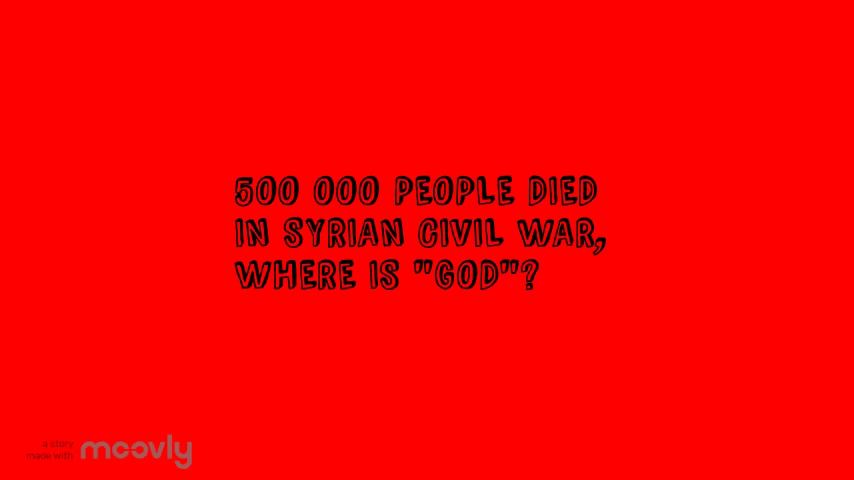 500 000 PEOPLE DIED
IN SYRIAN CIVIL WAR,
WHERE IS "GOD"?
a story
made with moovly